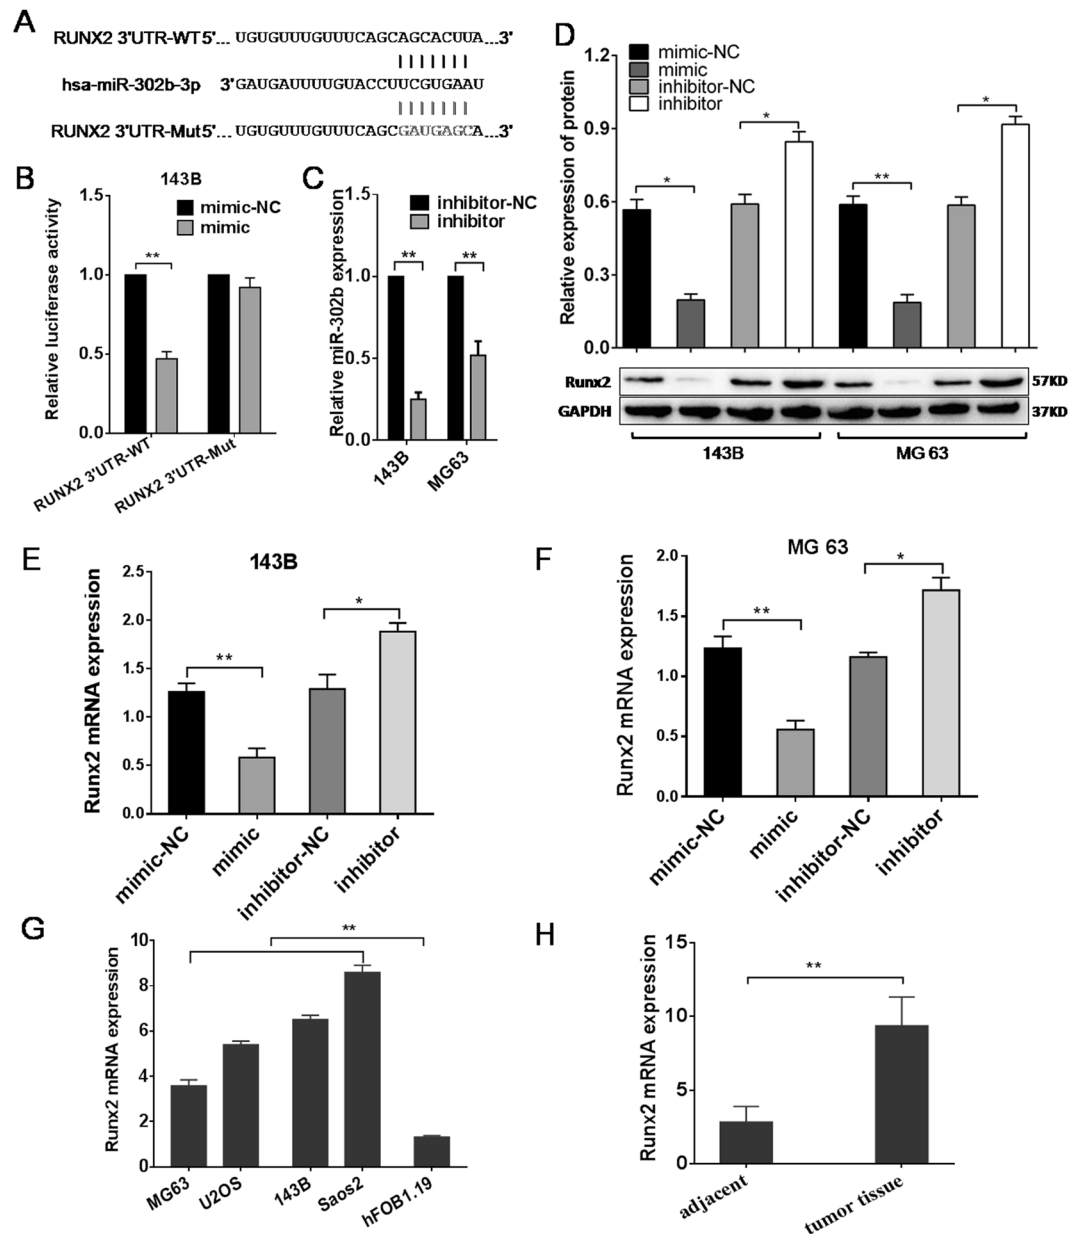 A
RUNX2 3'UTR-WT 5'... UGUGUUUGUUUCAGCAGCACUUA...3'
hsa-miR-302b-3p 3'GAUGAUUUUGUACCUUCGUGAAU
RUNX2 3'UTR-Mut 5'... UGUGUUUGUUUCAGCGAUGAGCA...3'
B
143B
mimic-NC
mimic
Relative luciferase activity
1.5
1.0
0.5
0.0
**
RUNX2 3'UTR-WT
RUNX2 3'UTR-Mut
C
inhibitor-NC
inhibitor
Relative miR-302b expression
1.5
1.0
0.5
0.0
**
**
143B
MG63
D
mimic-NC
mimic
inhibitor-NC
inhibitor
Relative expression of protein
1.2
0.9
0.6
0.3
0.0
*
*
**
*
Runx2 57KD
GAPDH 37KD
143B MG 63
E
143B
Runx2 mRNA expression
2.5
2.0
1.5
1.0
0.5
0.0
**
*
mimic-NC
mimic
inhibitor-NC
inhibitor
F
MG 63
Runx2 mRNA expression
2.0
1.5
1.0
0.5
0.0
**
*
mimic-NC
mimic
inhibitor-NC
inhibitor
G
Runx2 mRNA expression
10
8
6
4
2
0
**
MG63
U2OS
143B
Saos2
hFOB1.19
H
Runx2 mRNA expression
15
10
5
0
**
adjacent
tumor tissue